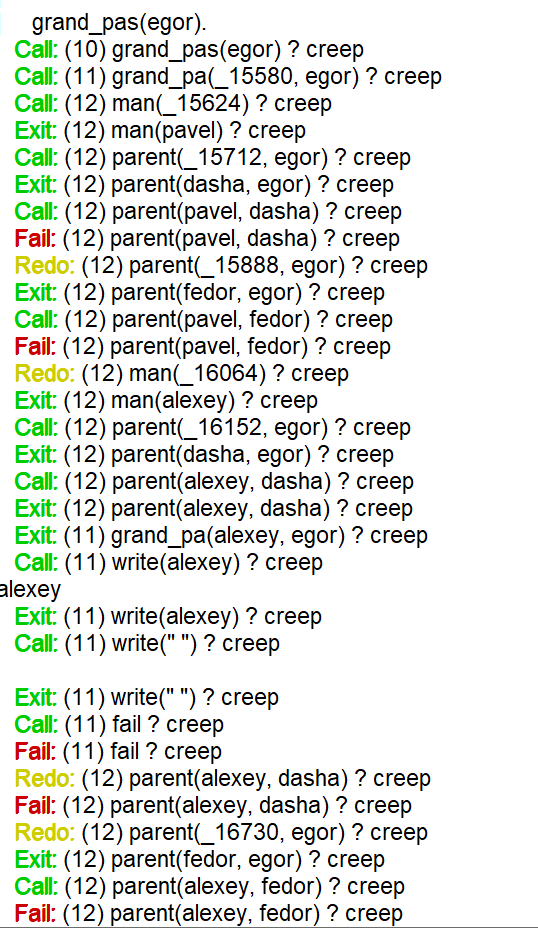 grand_pas(egor).
Call: (10) grand_pas(egor) ? creep
Call: (11) grand_pa(_15580, egor) ? creep
Call: (12) man(_15624) ? creep
Exit: (12) man(pavel) ? creep
Call: (12) parent(_15712, egor) ? creep
Exit: (12) parent(dasha, egor) ? creep
Call: (12) parent(pavel, dasha) ? creep
Fail: (12) parent(pavel, dasha) ? creep
Redo: (12) parent(_15888, egor) ? creep
Exit: (12) parent(fedor, egor) ? creep
Call: (12) parent(pavel, fedor) ? creep
Fail: (12) parent(pavel, fedor) ? creep
Redo: (12) man(_16064) ? creep
Exit: (12) man(alexey) ? creep
Call: (12) parent(_16152, egor) ? creep
Exit: (12) parent(dasha, egor) ? creep
Call: (12) parent(alexey, dasha) ? creep
Exit: (12) parent(alexey, dasha) ? creep
Exit: (11) grand_pa(alexey, egor) ? creep
Call: (11) write(alexey) ? creep
alexey
Exit: (11) write(alexey) ? creep
Call: (11) write(" ") ? creep
Exit: (11) write(" ") ? creep
Call: (11) fail ? creep
Fail: (11) fail ? creep
Redo: (12) parent(alexey, dasha) ? creep
Fail: (12) parent(alexey, dasha) ? creep
Redo: (12) parent(_16730, egor) ? creep
Exit: (12) parent(fedor, egor) ? creep
Call: (12) parent(alexey, fedor) ? creep
Fail: (12) parent(alexey, fedor) ? creep